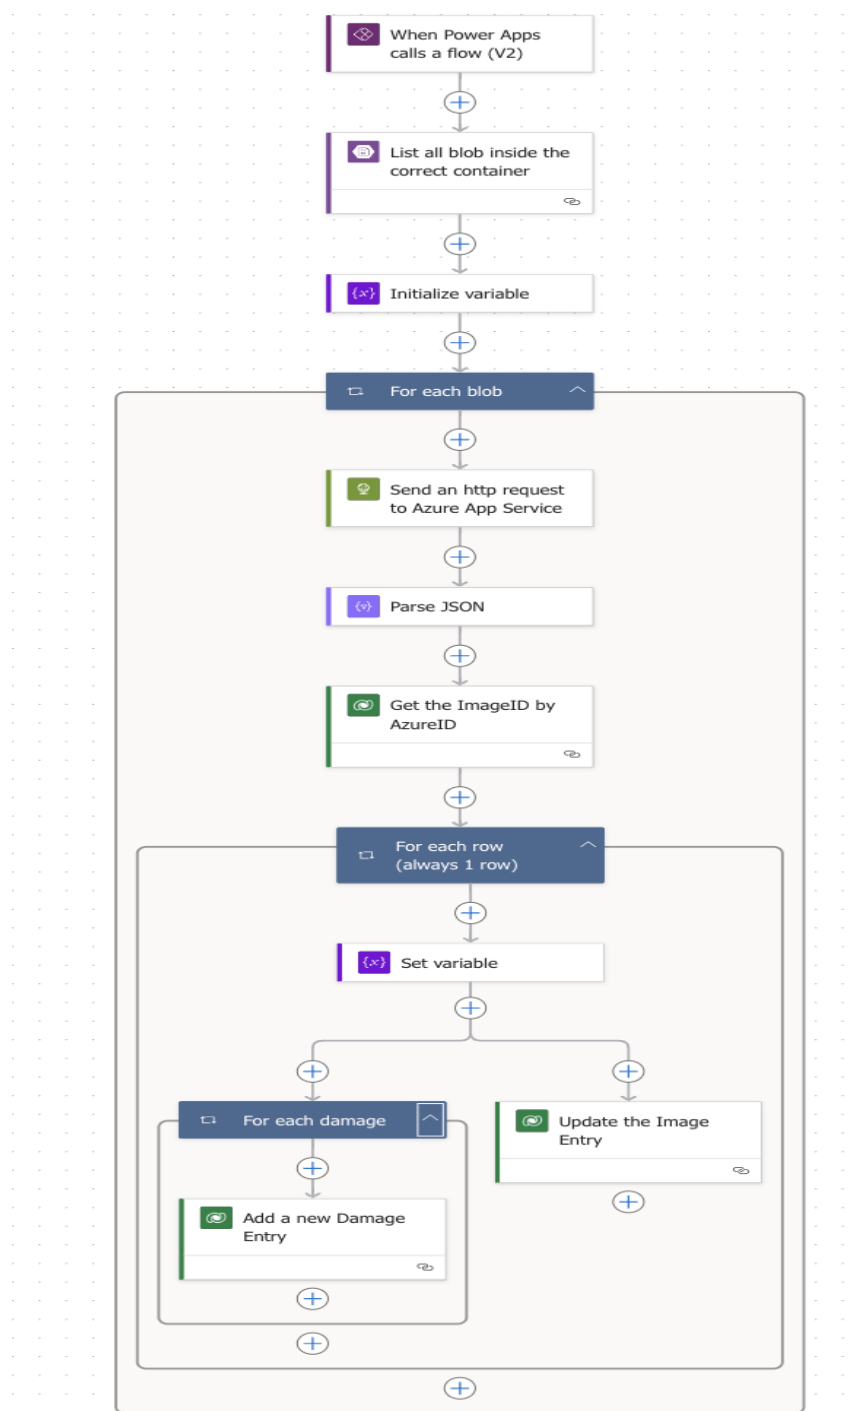 When Power Apps
calls a flow (V2)
List all blob inside the
correct container
{x}
Initialize variable
For each blob
Send an http request
to Azure App Service
Parse JSON
Get the ImageID by
AzureID
For each row
(always 1 row)
{x}
Set variable
For each damage
Update the Image
Entry
Add a new Damage
Entry